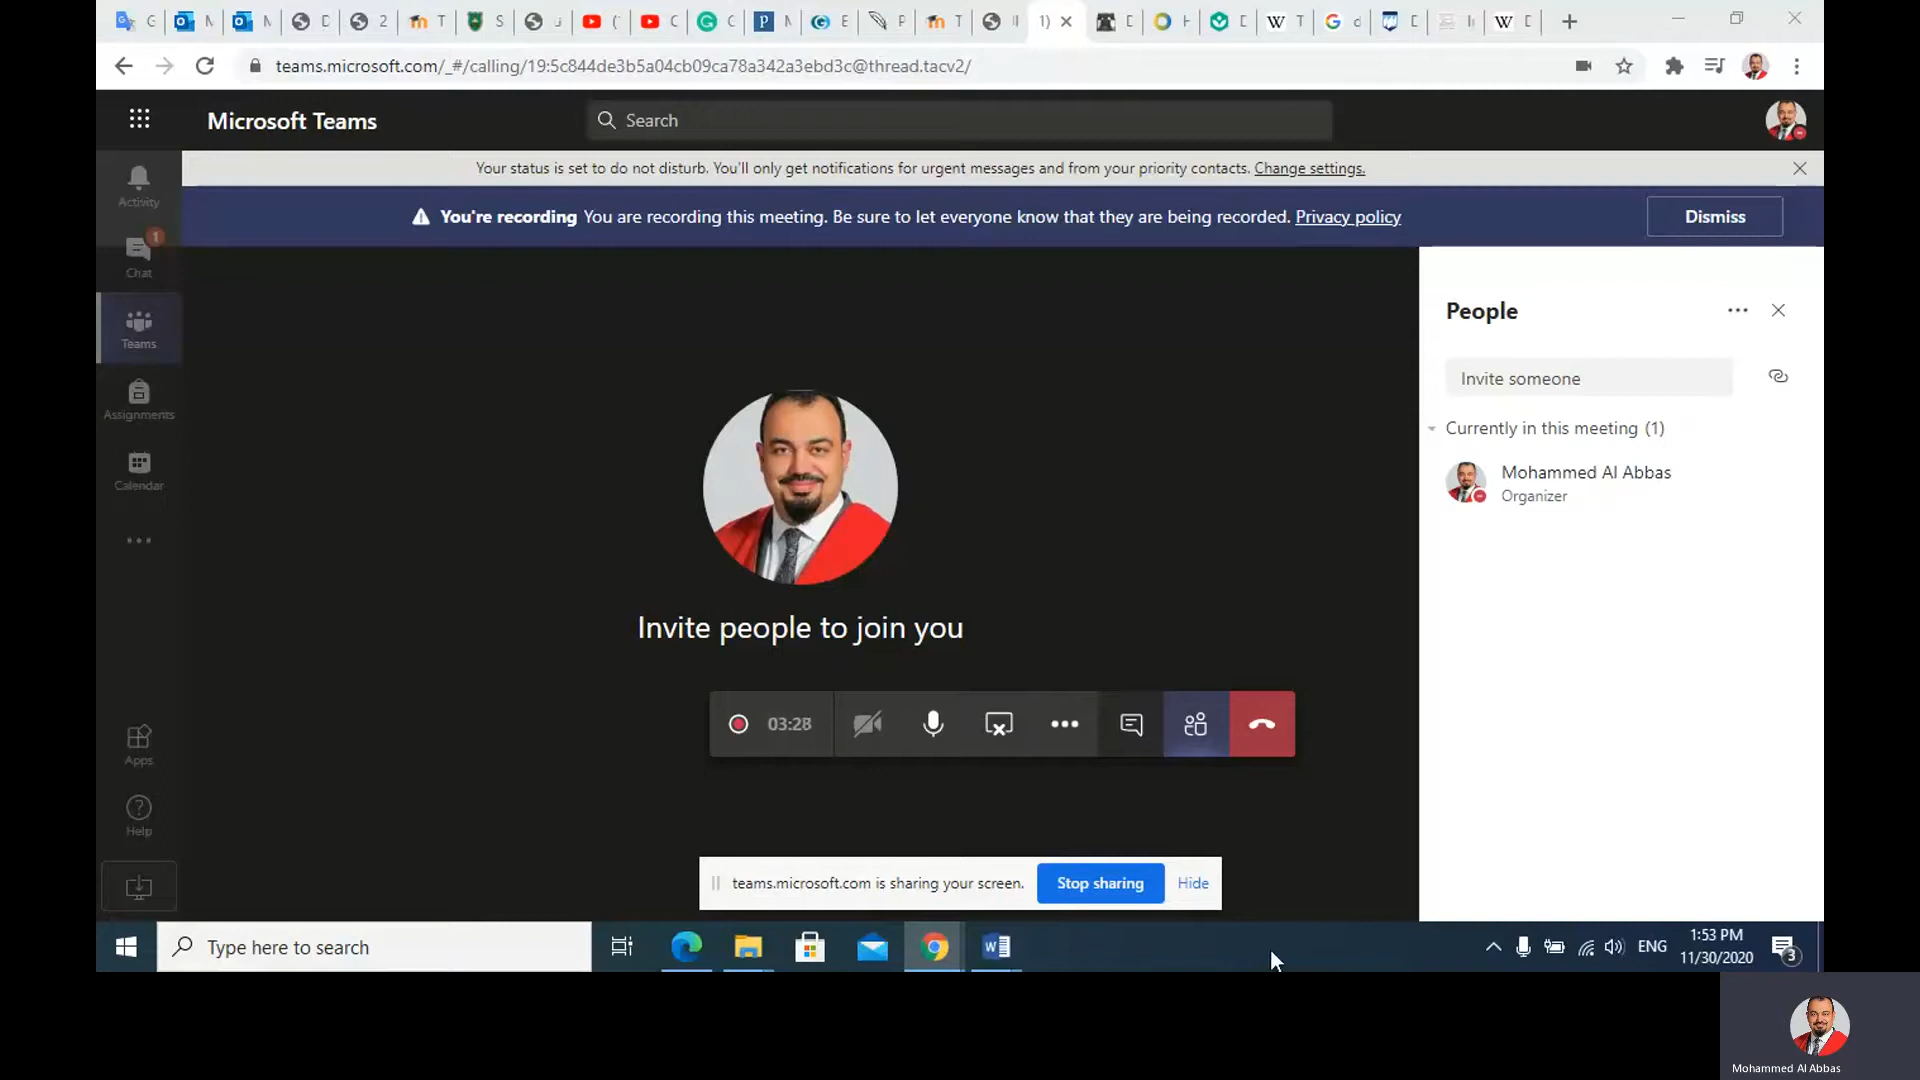 G
M
M
D
2
T
S
(
C
C
M
E
P
T
1)
D
H
D
T
d
D
D
teams.microsoft.com/_#/calling/19:5c844de3b5a04cb09ca78a342a3ebd3c@thread.tacv2/
Microsoft Teams
Search
Your status is set to do not disturb. You'll only get notifications for urgent messages and from your priority contacts. Change settings.
You're recording You are recording this meeting. Be sure to let everyone know that they are being recorded. Privacy policy
Dismiss
Activity
1
Chat
Teams
Assignments
Calendar
Apps
Help
Invite people to join you
03:28
People
Invite someone
Currently in this meeting (1)
Mohammed Al Abbas
Organizer
teams.microsoft.com is sharing your screen.
Stop sharing
Hide
Type here to search
ENG
1:53 PM
11/30/2020
3
Mohammed Al Abbas